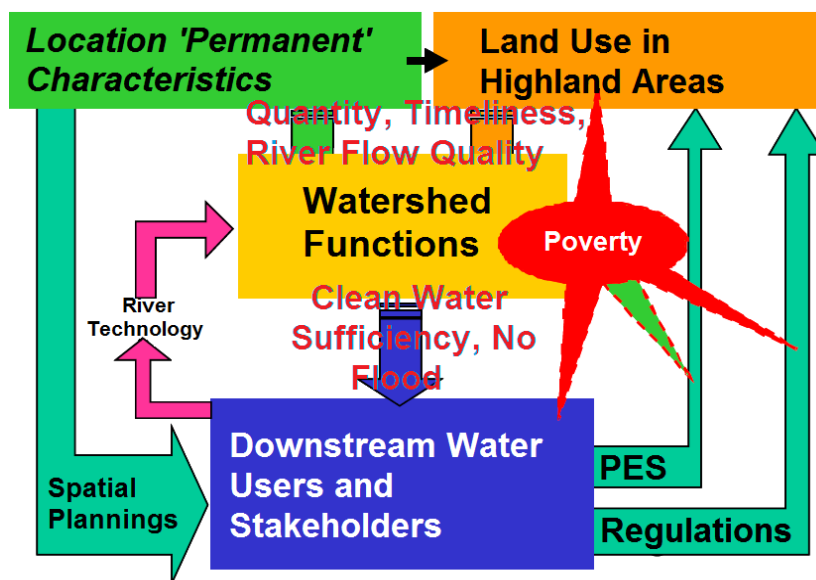 Location 'Permanent'
Characteristics
Land Use in
Highland Areas
Quantity, Timeliness,
River Flow Quality
Watershed
Functions
Poverty
Clean Water
Sufficiency, No
Flood
River
Technology
Downstream Water
Users and
Stakeholders
Spatial
Plannings
PES
Regulations